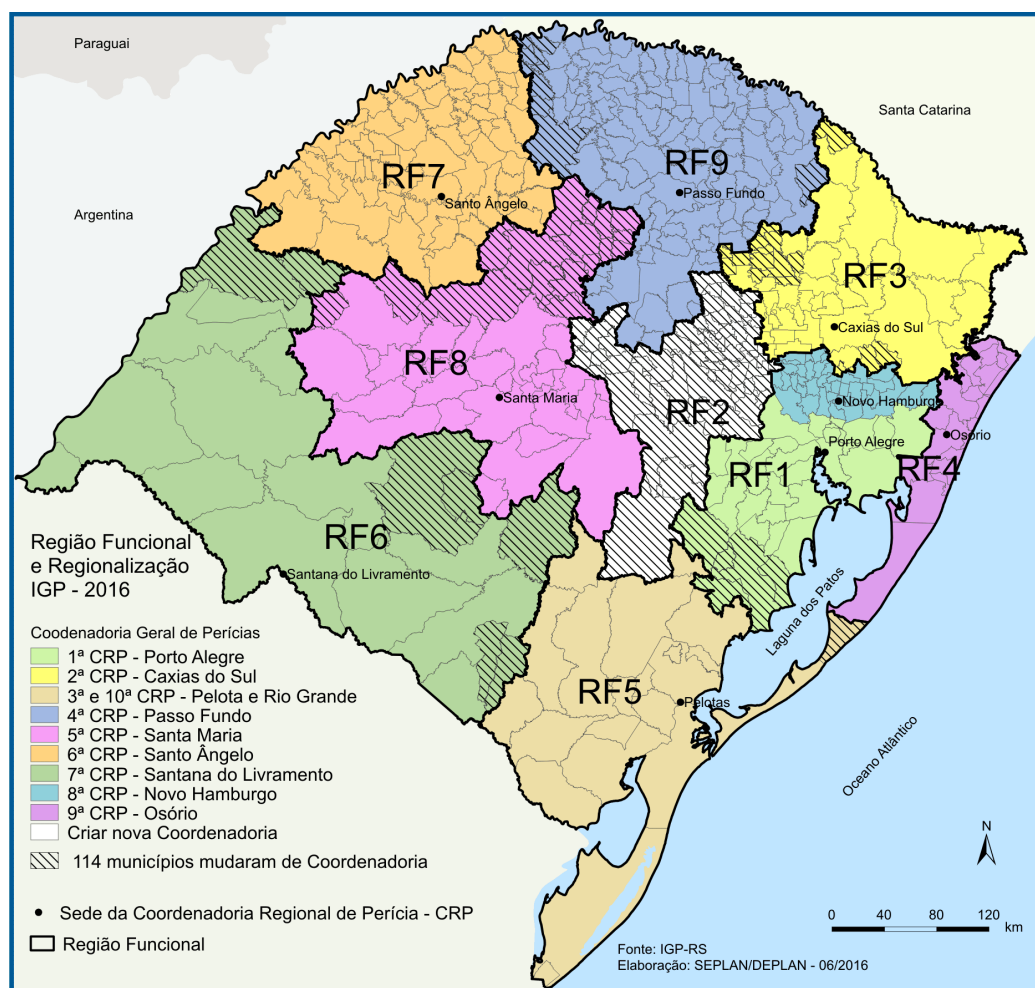 Paraguai
Santa Catarina
Argentina
RF7
Santo Ângelo
RF9
Passo Fundo
RF3
Caxias do Sul
RF8
Santa Maria
RF2
Novo Hamburgo
Porto Alegre
Osório
RF1
RF4
RF6
Santana do Livramento
Laguna dos Patos
RF5
Pelotas
Oceano Atlântico
Região Funcional
e Regionalização
IGP - 2016
Coodenadoria Geral de Perícias
1ª CRP - Porto Alegre
2ª CRP - Caxias do Sul
3ª e 10ª CRP - Pelota e Rio Grande
4ª CRP - Passo Fundo
5ª CRP - Santa Maria
6ª CRP - Santo Ângelo
7ª CRP - Santana do Livramento
8ª CRP - Novo Hamburgo
9ª CRP - Osório
Criar nova Coordenadoria
114 municípios mudaram de Coordenadoria
Sede da Coordenadoria Regional de Perícia - CRP
Região Funcional
N
0 40 80 120
km
Fonte: IGP-RS
Elaboração: SEPLAN/DEPLAN - 06/2016